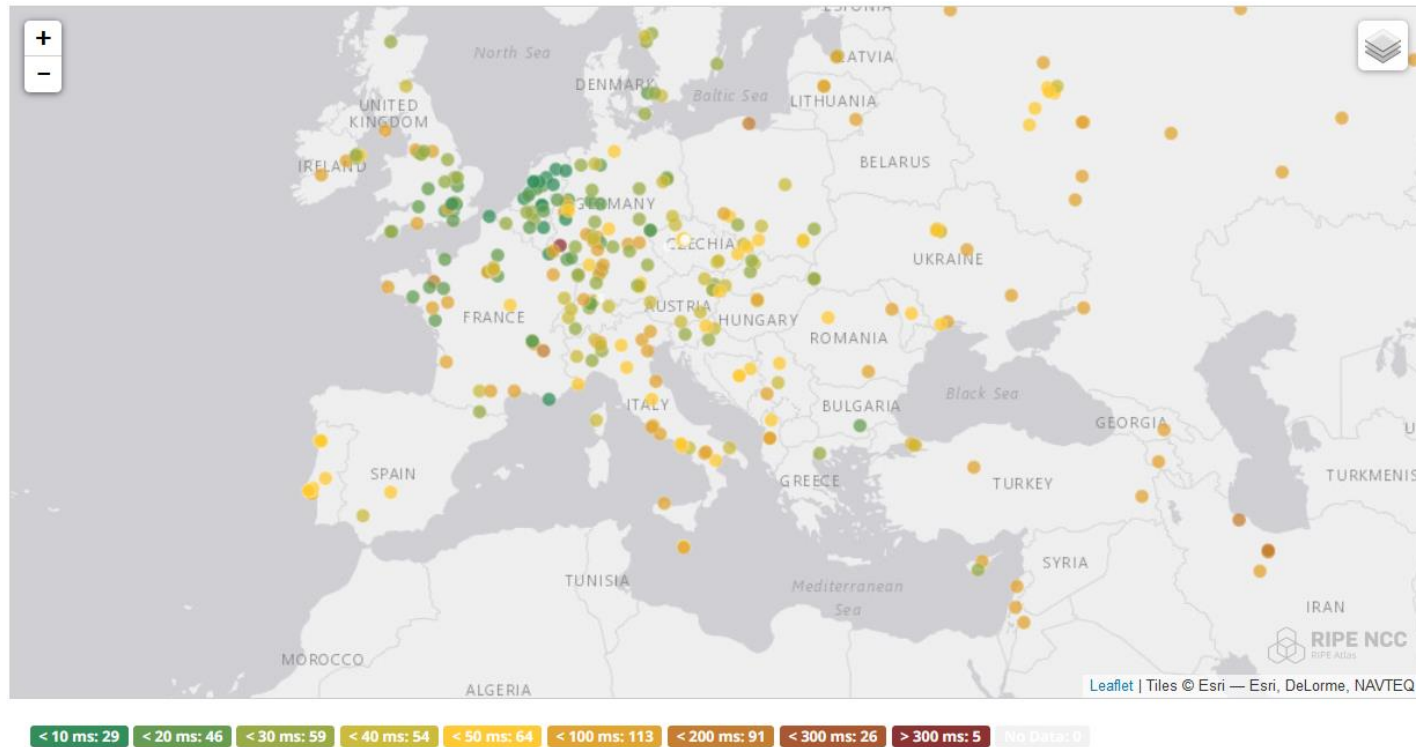 +
−
ESTONIA
North Sea
LATVIA
DENMARK
Baltic Sea
LITHUANIA
UNITED
KINGDOM
IRELAND
BELARUS
GERMANY
CZECHIA
UKRAINE
AUSTRIA
FRANCE
HUNGARY
ROMANIA
Black Sea
ITALY
BULGARIA
GEORGIA
U
SPAIN
GREECE
TURKEY
TURKMENIS
SYRIA
TUNISIA
Mediterranean
Sea
IRAN
MOROCCO
RIPE NCC
RIPE Atlas
ALGERIA
Leaflet | Tiles © Esri — Esri, DeLorme, NAVTEQ
< 10 ms: 29 < 20 ms: 46 < 30 ms: 59 < 40 ms: 54 < 50 ms: 64 < 100 ms: 113 < 200 ms: 91 < 300 ms: 26 > 300 ms: 5 No Data: 0